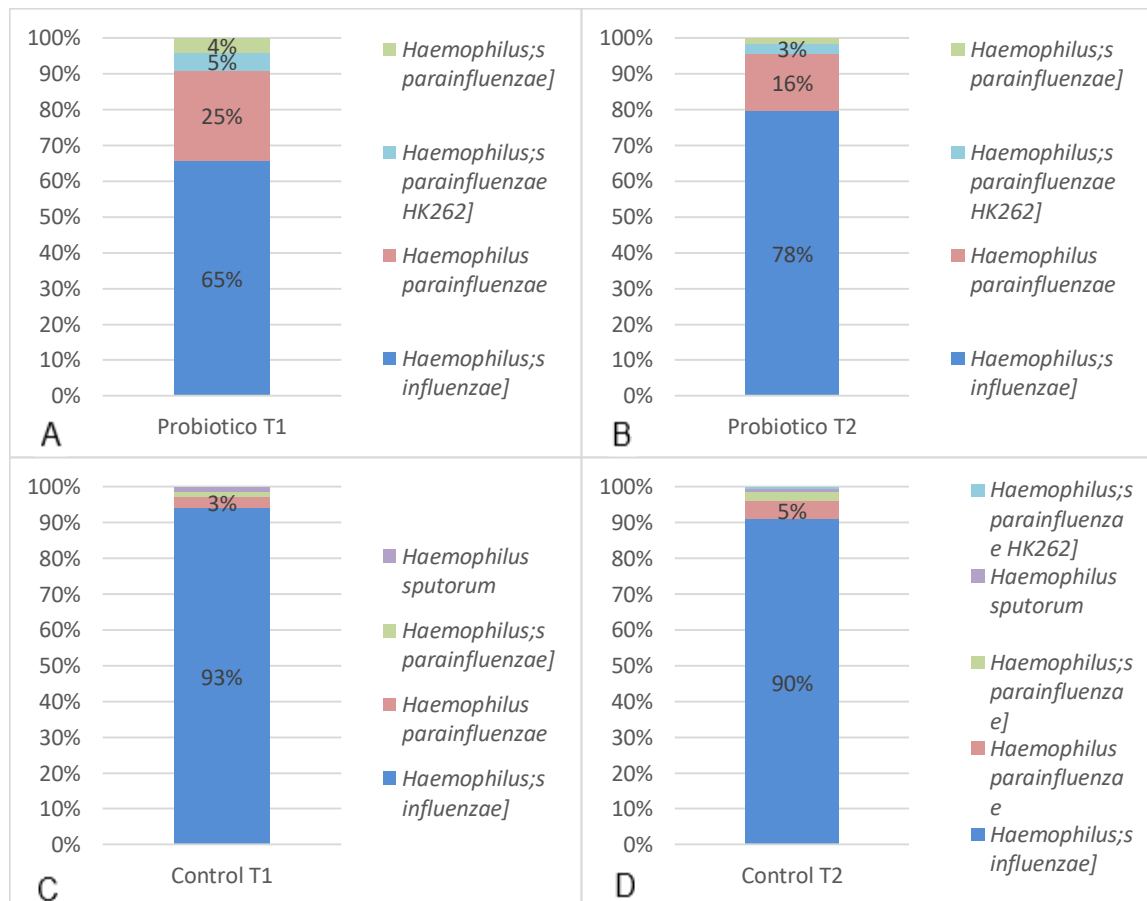 100%
90%
80%
70%
60%
50%
40%
30%
20%
10%
0%
4%
5%
25%
65%
Probiotico T1
A
Haemophilus;s
parainfluenzae]
Haemophilus;s
parainfluenzae
HK262]
Haemophilus
parainfluenzae
Haemophilus;s
influenzae]
100%
90%
80%
70%
60%
50%
40%
30%
20%
10%
0%
3%
16%
78%
Probiotico T2
B
Haemophilus;s
parainfluenzae]
Haemophilus;s
parainfluenzae
HK262]
Haemophilus
parainfluenzae
Haemophilus;s
influenzae]
100%
90%
80%
70%
60%
50%
40%
30%
20%
10%
0%
3%
93%
Control T1
C
Haemophilus
sputorum
Haemophilus;s
parainfluenzae]
Haemophilus
parainfluenzae
Haemophilus;s
influenzae]
100%
90%
80%
70%
60%
50%
40%
30%
20%
10%
0%
5%
90%
Control T2
D
Haemophilus;s
parainfluenza
e HK262]
Haemophilus
sputorum
Haemophilus;s
parainfluenza
e]
Haemophilus
parainfluenza
e
Haemophilus;s
influenzae]